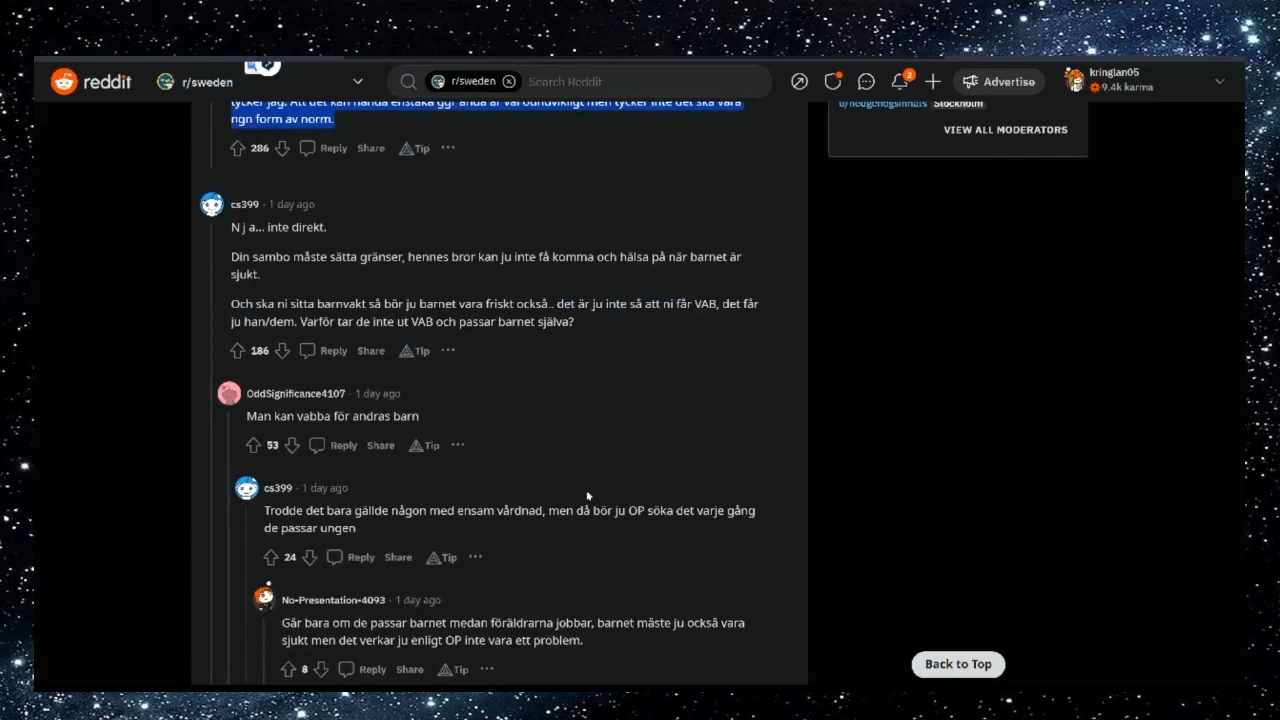 reddit
r/sweden
r/sweden
Search Reddit
2
Advertise
kringlan05
9.4k karma
tycker jag. Att det kan hända enstaka ggr ändå är väl oundvikligt men tycker inte det ska vara
ngn form av norm.
286 Reply Share Tip
Stockholm
VIEW ALL MODERATORS
cs399 · 1 day ago
N j a... inte direkt.
Din sambo måste sätta gränser, hennes bror kan ju inte få komma och hälsa på när barnet är
sjukt.
Och ska ni sitta barnvakt så bör ju barnet vara friskt också.. det är ju inte så att ni får VAB, det får
ju han/dem. Varför tar de inte ut VAB och passar barnet själva?
186 Reply Share Tip
OddSignificance4107 · 1 day ago
Man kan vabba för andras barn
53 Reply Share Tip
cs399 · 1 day ago
Trodde det bara gällde någon med ensam vårdnad, men då bör ju OP söka det varje gång
de passar ungen
24 Reply Share Tip
No-Presentation-4093 · 1 day ago
Går bara om de passar barnet medan föräldrarna jobbar, barnet måste ju också vara
sjukt men det verkar ju enligt OP inte vara ett problem.
8 Reply Share Tip
Back to Top